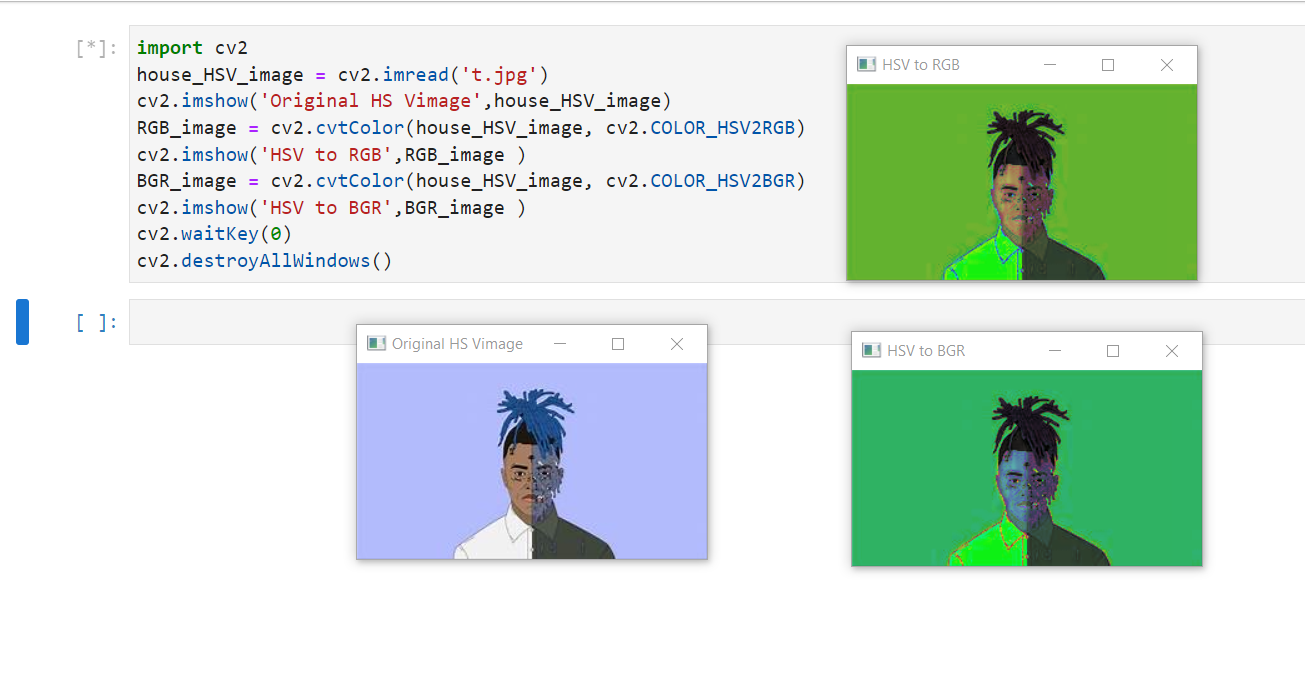 [*]:
import cv2
house_HSV_image = cv2.imread('t.jpg')
cv2.imshow('Original HS Vimage',house_HSV_image)
RGB_image = cv2.cvtColor(house_HSV_image, cv2.COLOR_HSV2RGB)
cv2.imshow('HSV to RGB',RGB_image )
BGR_image = cv2.cvtColor(house_HSV_image, cv2.COLOR_HSV2BGR)
cv2.imshow('HSV to BGR',BGR_image )
cv2.waitKey(0)
cv2.destroyAllWindows()
HSV to RGB
[ ]:
Original HS Vimage
HSV to BGR